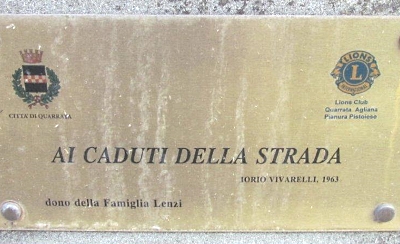 LIONS
L
CITTA' DI QUARRATA
Lions Club
Quarrata Agliana
Pianura Pistoiese
AI CADUTI DELLA STRADA
IORIO VIVARELLI, 1963
dono della Famiglia Lenzi